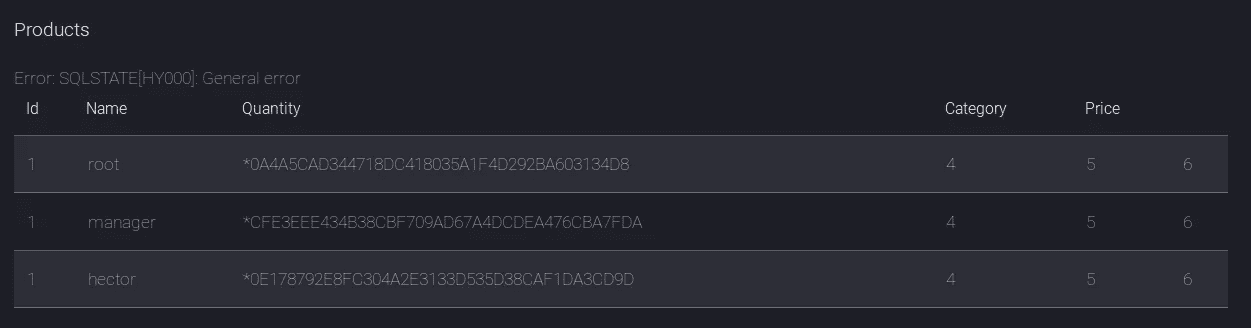 Products
Error: SQLSTATE[HY000]: General error
Id Name Quantity Category Price
1 root *0A4A5CAD344718DC418035A1F4D292BA603134D8 4 5 6
1 manager *CFE3EEE434B38CBF709AD67A4DCDEA476CBA7FDA 4 5 6
1 hector *0E178792E8FC304A2E3133D535D38CAF1DA3CD9D 4 5 6